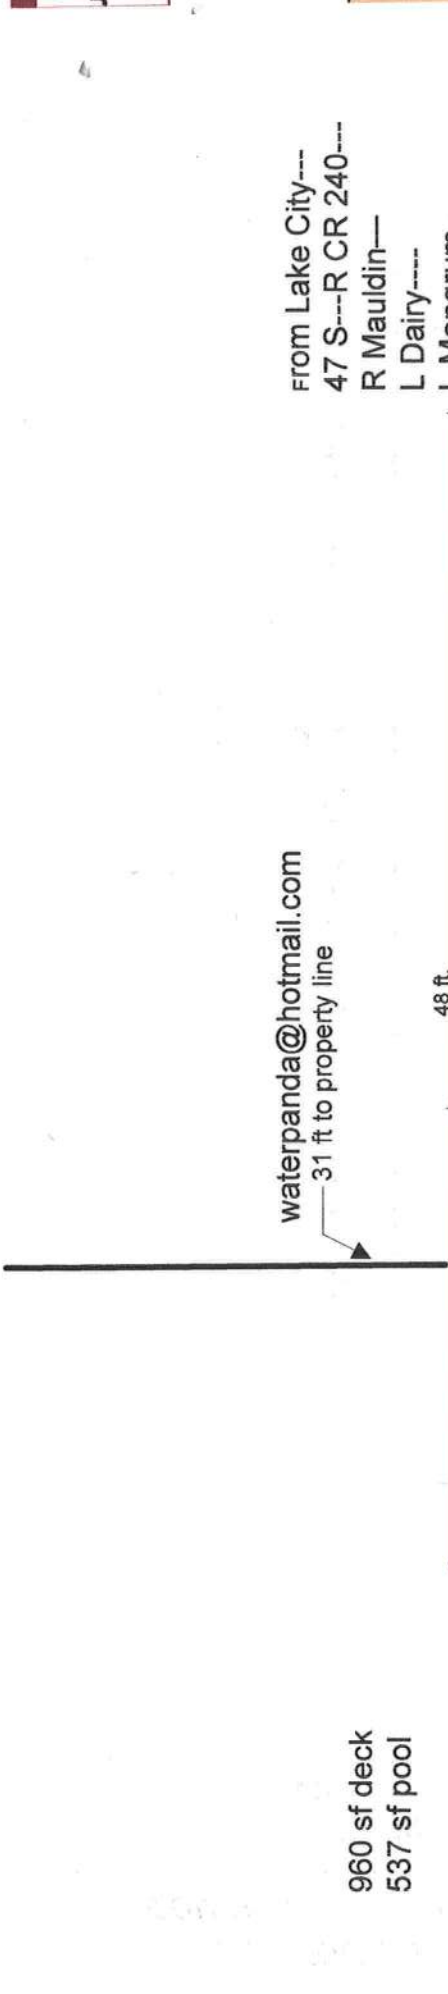 960 sf deck
537 sf pool
waterpanda@hotmail.com
31 ft to property line
48 ft.
From Lake City---
47 S---R CR 240---
R Mauldin—
L Dairy----